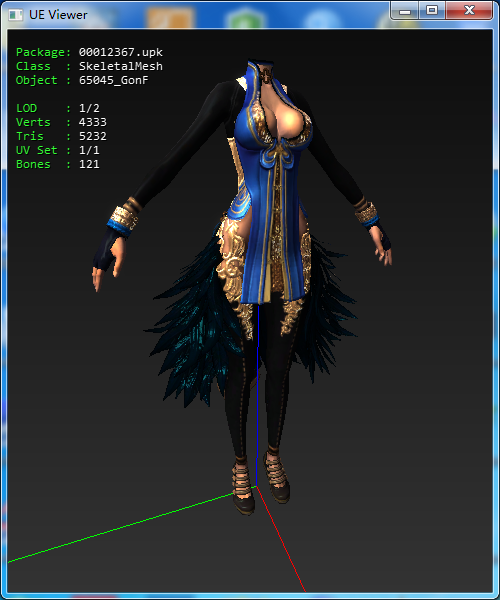 UE Viewer
Package: 00012367.upk
Class : SkeletalMesh
Object : 65045_GonF
LOD : 1/2
Verts : 4333
Tris : 5232
UV Set : 1/1
Bones : 121